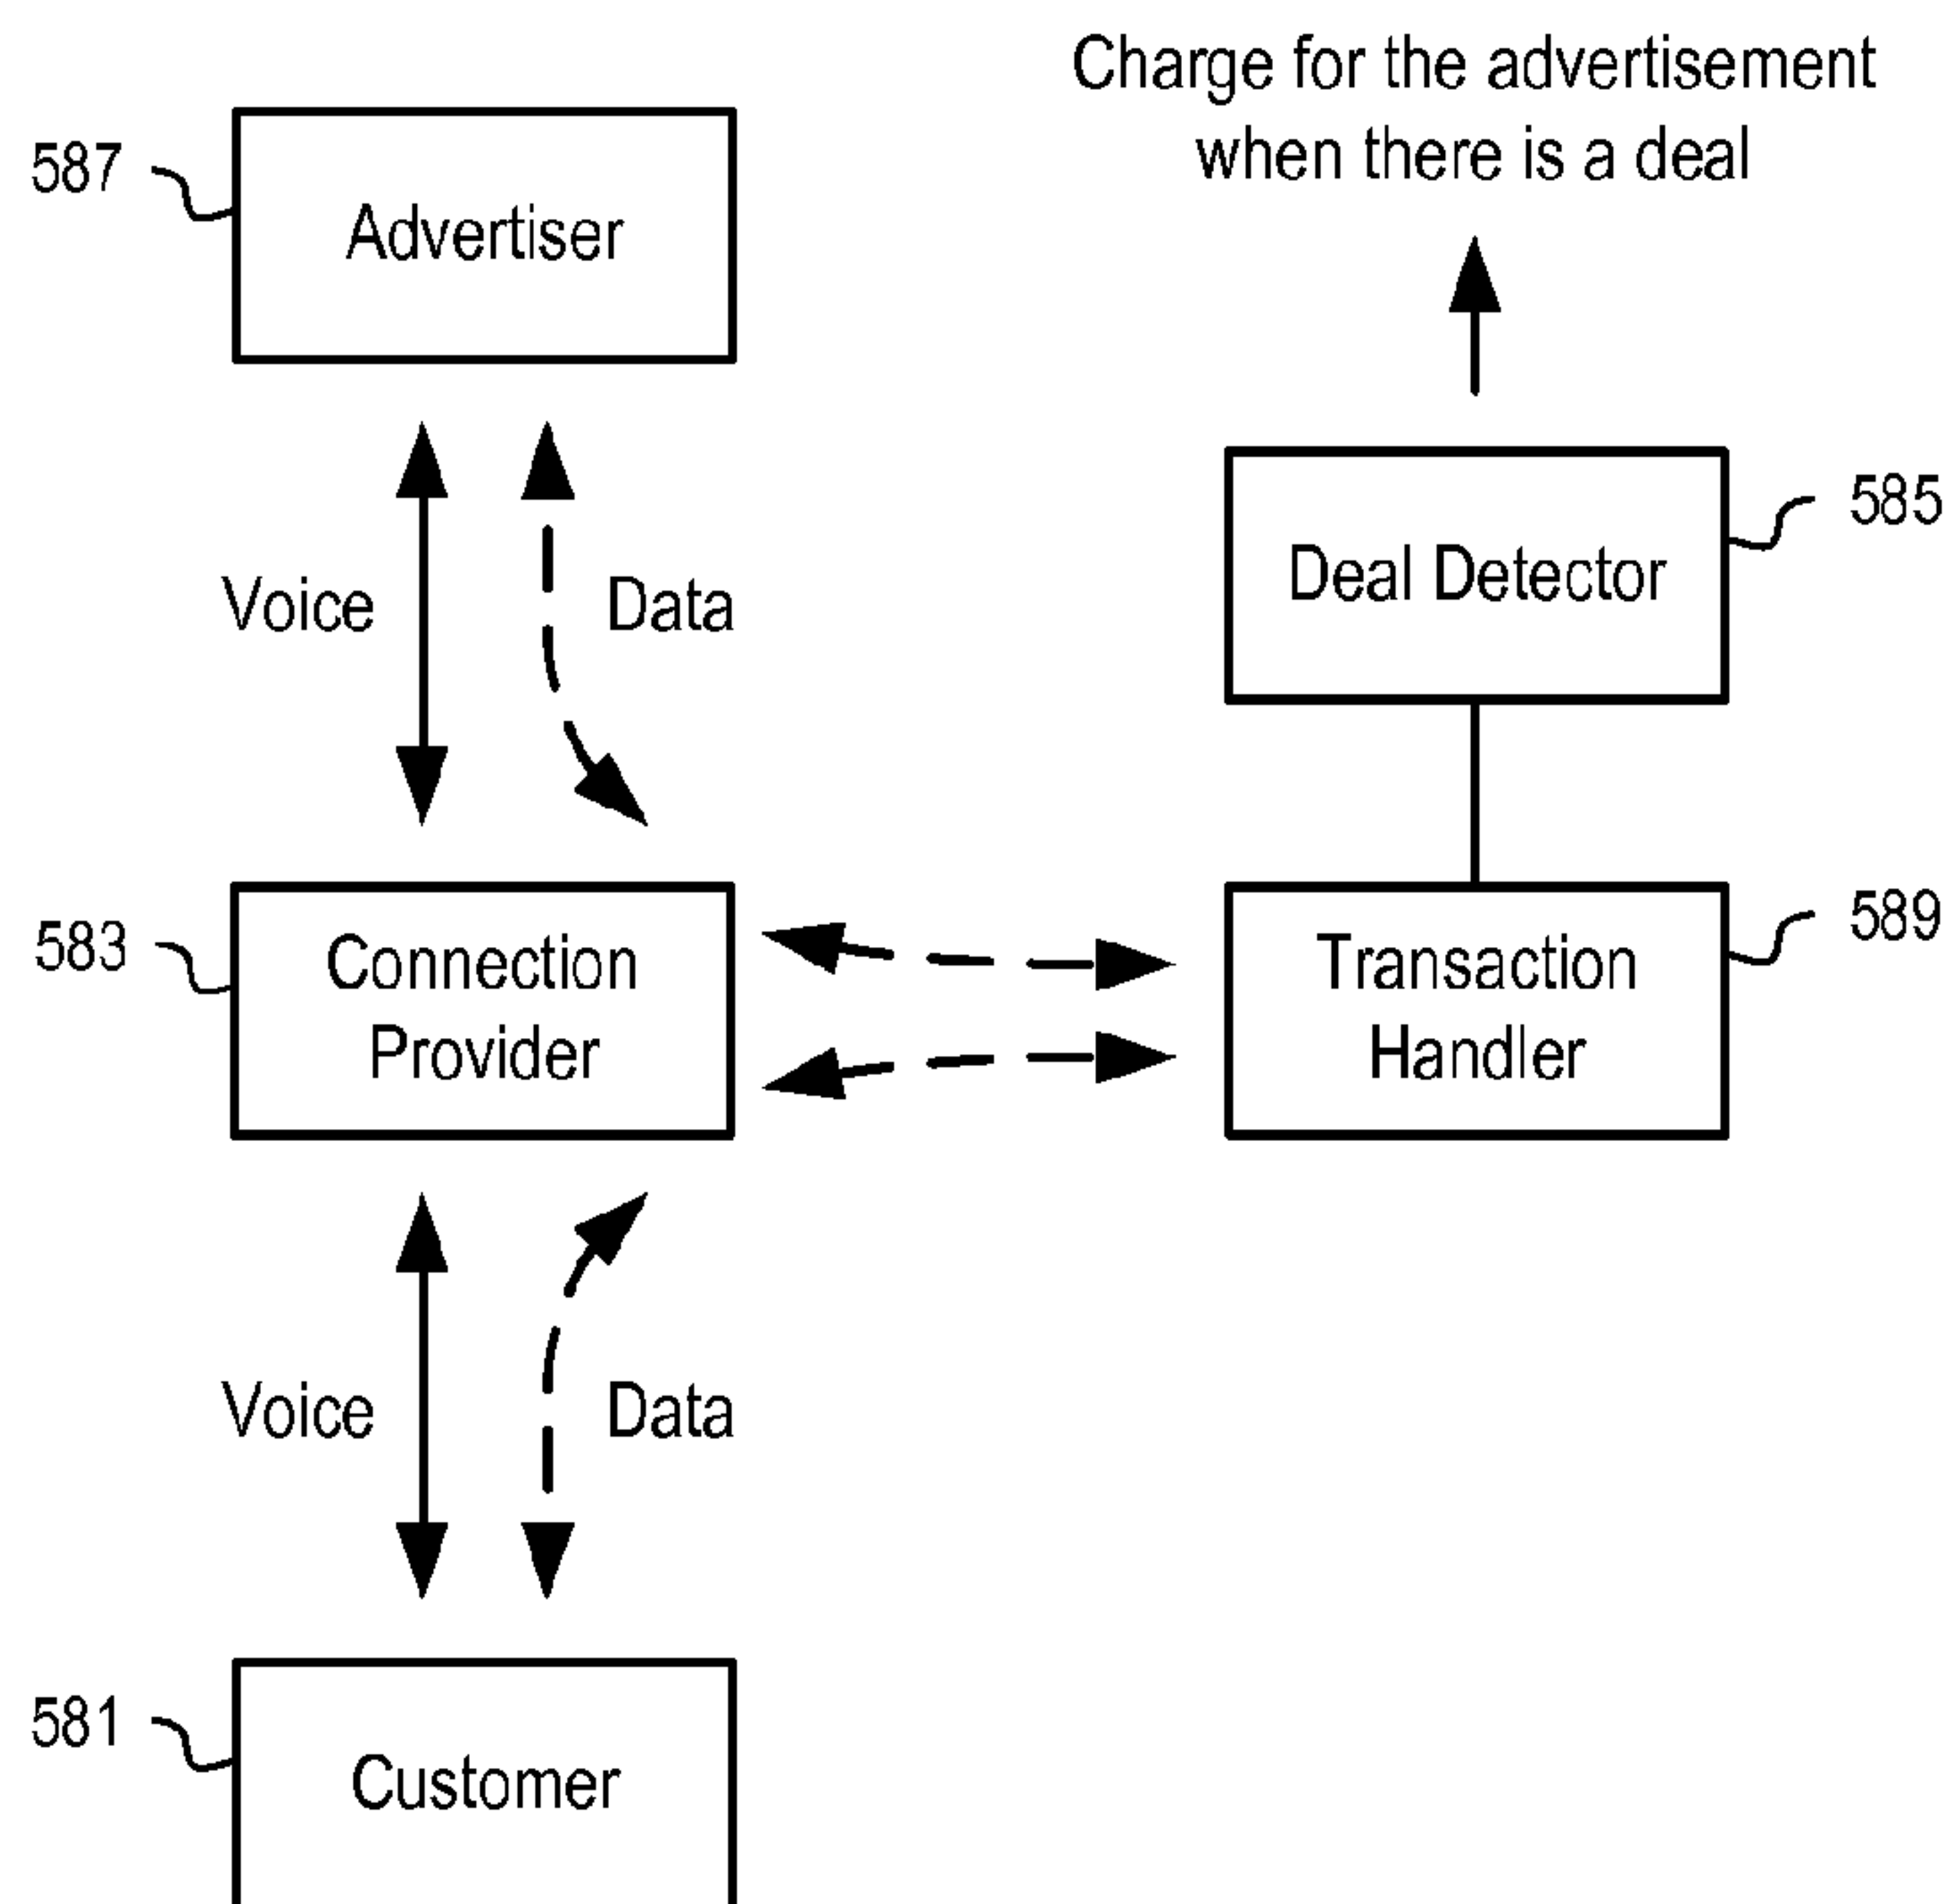 Charge for the advertisement
when there is a deal
587
Advertiser
585
Deal Detector
Voice
Data
583
Connection
Provider
589
Transaction
Handler
Voice
Data
581
Customer